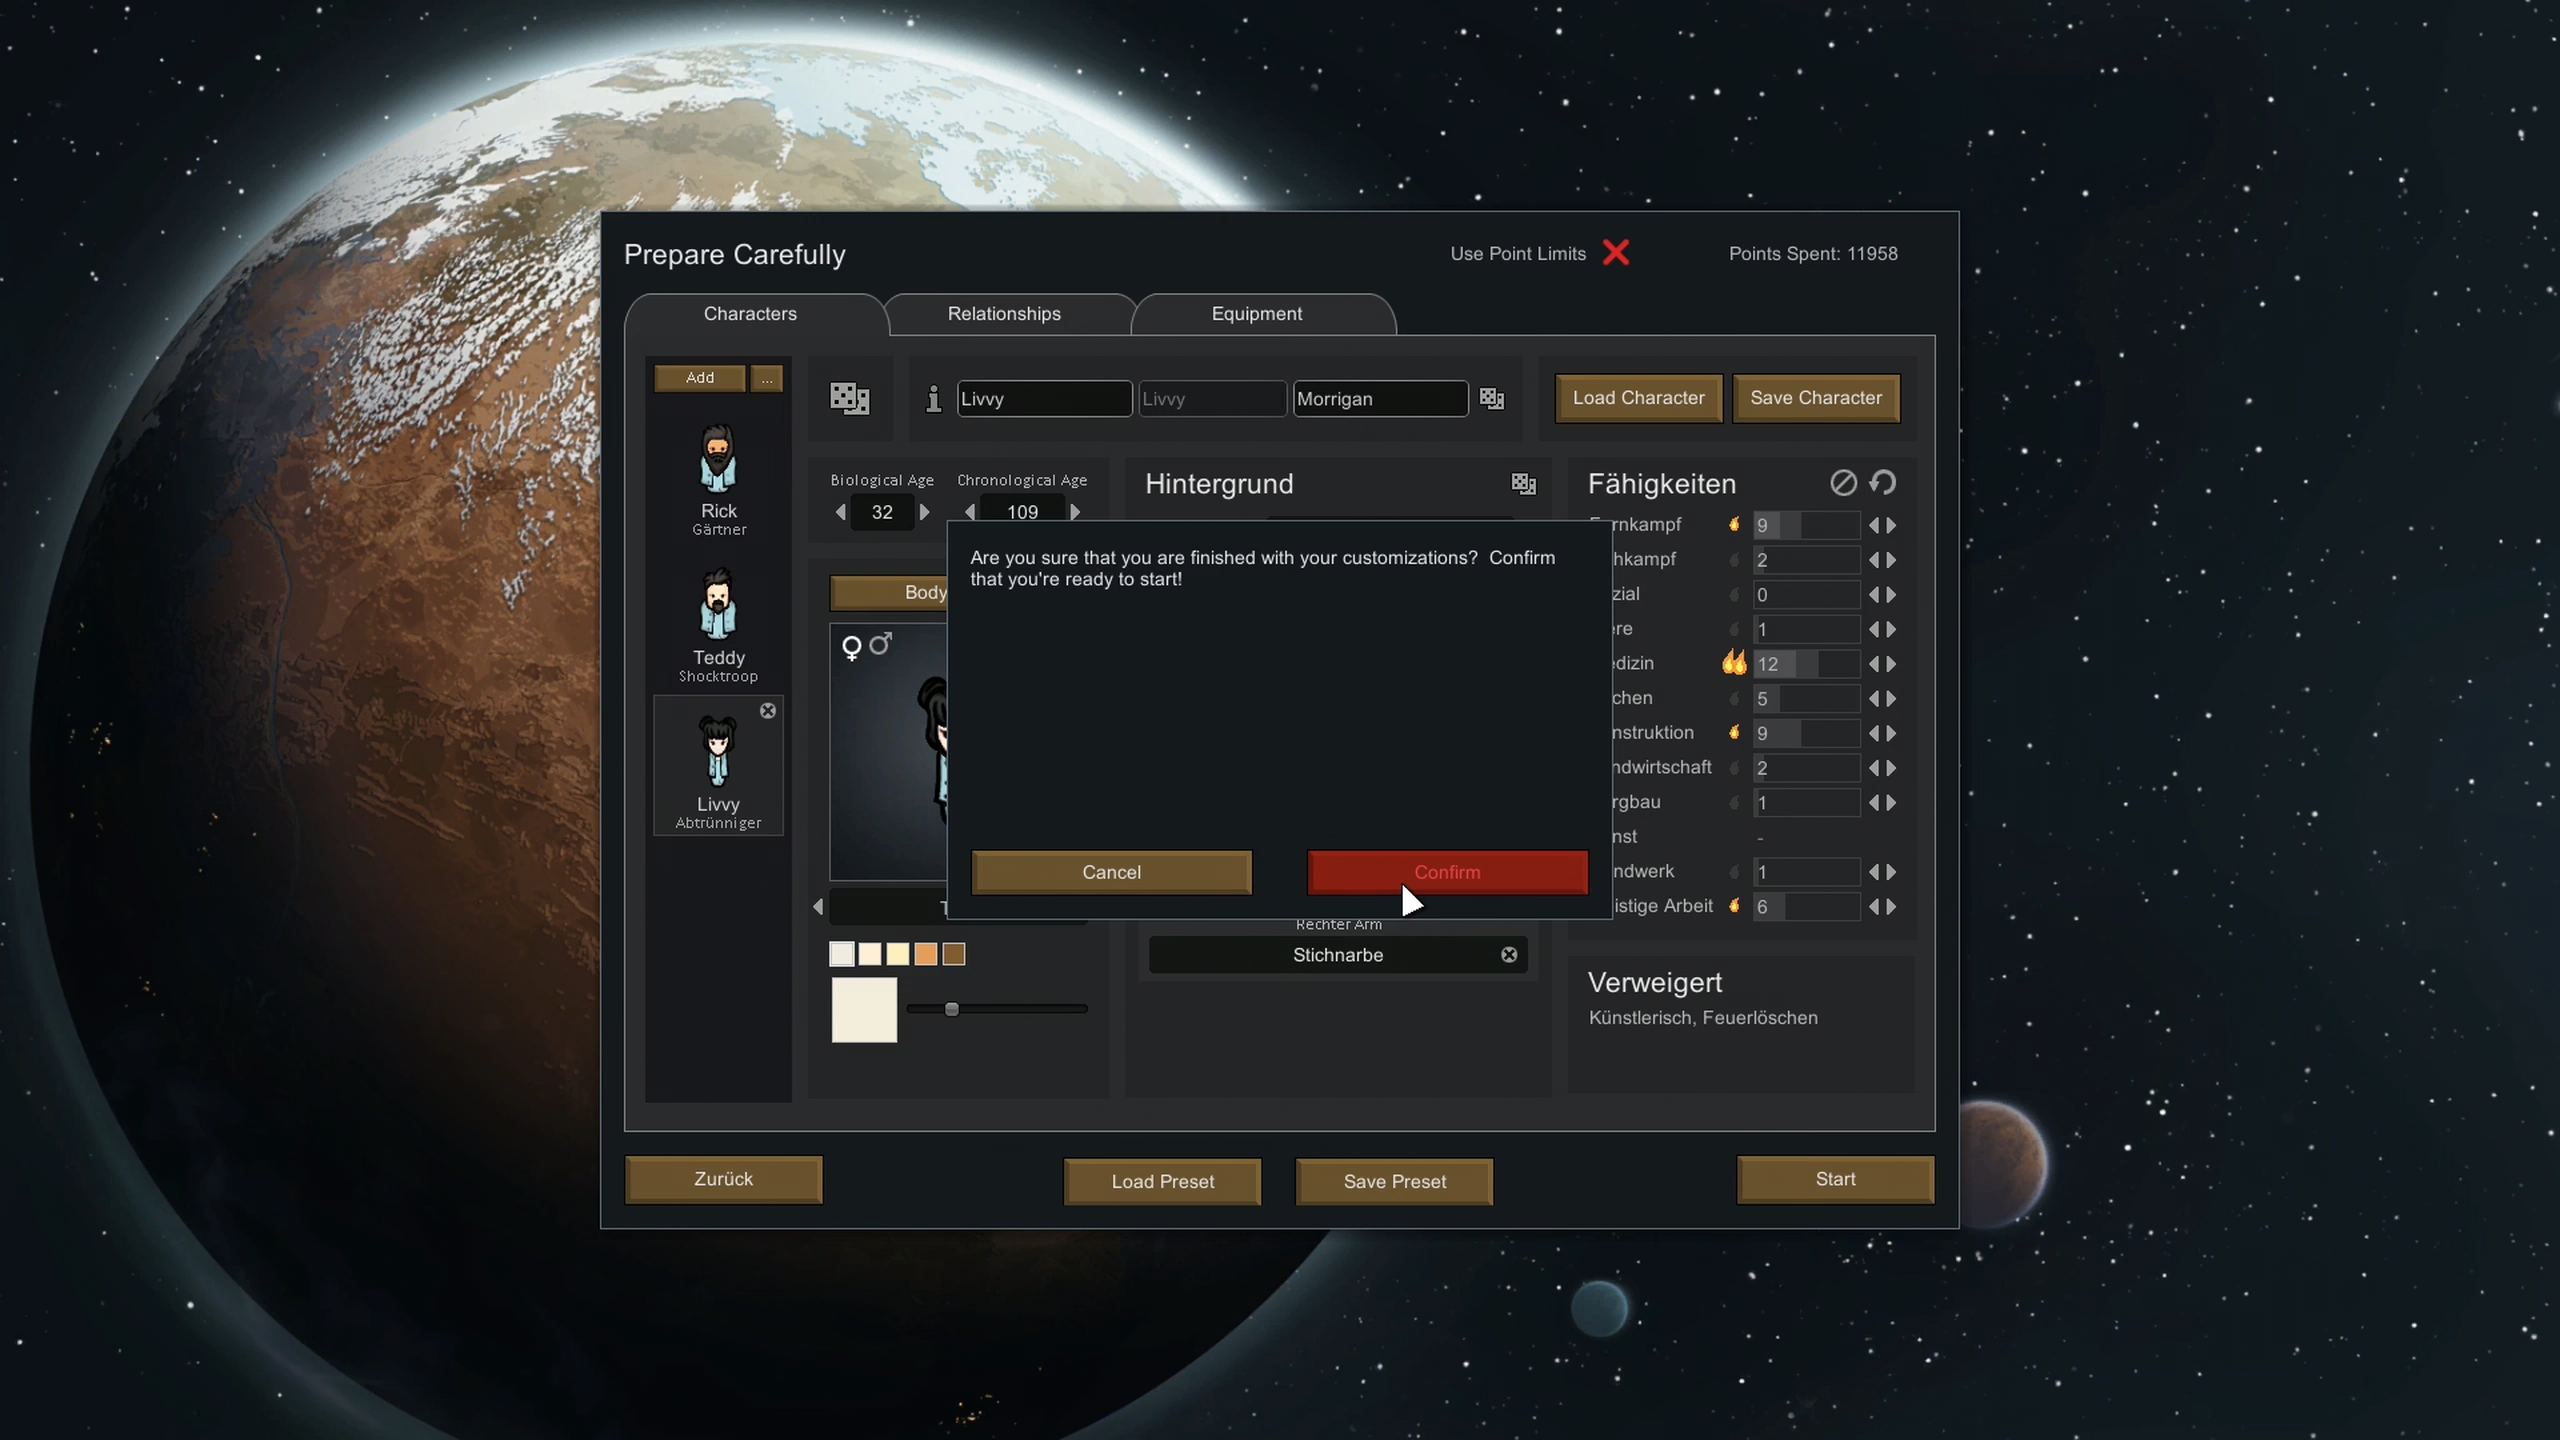 Prepare Carefully
Use Point Limits
Points Spent: 11958
Characters
Relationships
Equipment
Add
...
Livvy
Livvy
Morrigan
Load Character
Save Character
Rick
Gärtner
Teddy
Shocktroop
Livvy
Abtrünniger
Biological Age
Chronological Age
32
109
Hintergrund
Fähigkeiten
rnkampf 9
hkampf 2
zial 0
re 1
dizin 12
chen 5
nstruktion 9
ndwirtschaft 2
rgbau 1
nst -
ndwerk 1
istige Arbeit 6
Body
Are you sure that you are finished with your customizations? Confirm
that you're ready to start!
Cancel
Confirm
Rechter Arm
Stichnarbe
Verweigert
Künstlerisch, Feuerlöschen
Zurück
Load Preset
Save Preset
Start